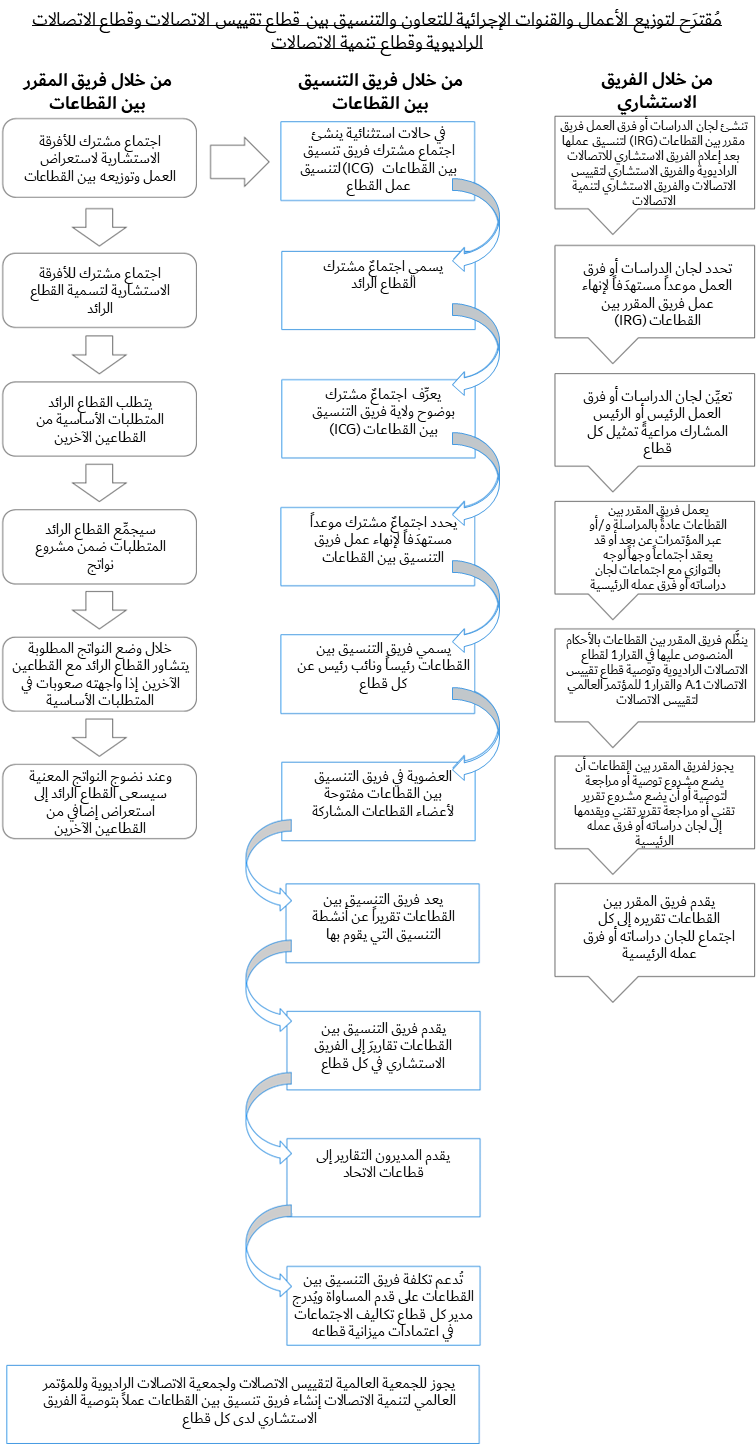 مُقترَح لتوزيع الأعمال والقنوات الإجرائية للتعاون والتنسيق بين قطاع تقييس الاتصالات وقطاع الاتصالات
الراديوية وقطاع تنمية الاتصالات
من خلال الفريق
الاستشاري
تنشئ لجان الدراسات أو فرق العمل فريق
مقرر بين القطاعات (IRG) لتنسيق عملها
بعد إعلام الفريق الاستشاري للاتصالات
الراديوية والفريق الاستشاري لتقييس
الاتصالات والفريق الاستشاري لتنمية
الاتصالات
تحدد لجان الدراسات أو فرق
العمل موعداً مستهدَفاً لإنهاء
عمل فريق المقرر بين
القطاعات (IRG)
تعيِّن لجان الدراسات أو فرق
العمل الرئيس أو الرئيس
المشارك مراعيةً تمثيل كل
قطاع
يعمل فريق المقرر بين
القطاعات عادةً بالمراسلة و/أو
عبر المؤتمرات عن بعد أو قد
يعقد اجتماعاً وجهاً لوجه
بالتوازي مع اجتماعات لجان
دراساته أو فرق عمله الرئيسية
ينظَّم فريق المقرر بين القطاعات بالأحكام
المنصوص عليها في القرار 1 لقطاع
الاتصالات الراديوية وتوصية قطاع تقييس
الاتصالات A.1 والقرار 1 للمؤتمر العالمي
لتقييس الاتصالات
يجوز لفريق المقرر بين القطاعات أن
يضع مشروع توصية أو مراجعة
لتوصية أو أن يضع مشروع تقرير
تقني أو مراجعة تقرير تقني ويقدمها
إلى لجان دراساته أو فرق عمله
الرئيسية
يقدم فريق المقرر بين
القطاعات تقريره إلى كل
اجتماع للجان دراساته أو فرق
عمله الرئيسية
من خلال فريق التنسيق
بين القطاعات
في حالات استثنائية ينشئ
اجتماع مشترك فريق تنسيق
بين القطاعات (ICG) لتنسيق
عمل القطاع
يسمي اجتماعٌ مشترك
القطاع الرائد
يعرِّف اجتماعٌ مشترك
بوضوح ولاية فريق التنسيق
بين القطاعات (ICG)
يحدد اجتماعٌ مشترك موعداً
مستهدَفاً لإنهاء عمل فريق
التنسيق بين القطاعات
يسمي فريق التنسيق بين
القطاعات رئيساً ونائب رئيس عن
كل قطاع
العضوية في فريق التنسيق
بين القطاعات مفتوحة
لأعضاء القطاعات المشاركة
يعد فريق التنسيق بين
القطاعات تقريراً عن أنشطة
التنسيق التي يقوم بها
يقدم فريق التنسيق بين
القطاعات تقاريرَ إلى الفريق
الاستشاري في كل قطاع
يقدم المديرون التقارير إلى
قطاعات الاتحاد
تُدعم تكلفة فريق التنسيق بين
القطاعات على قدم المساواة ويُدرج
مدير كل قطاع تكاليف الاجتماعات
في اعتمادات ميزانية قطاعه
من خلال فريق المقرر
بين القطاعات
اجتماع مشترك للأفرقة
الاستشارية لاستعراض
العمل وتوزيعه بين القطاعات
اجتماع مشترك للأفرقة
الاستشارية لتسمية القطاع
الرائد
يتطلب القطاع الرائد
المتطلبات الأساسية من
القطاعين الآخرين
سيجمِّع القطاع الرائد
المتطلبات ضمن مشروع
نواتج
خلال وضع النواتج المطلوبة
يتشاور القطاع الرائد مع القطاعين
الآخرين إذا واجهته صعوبات في
المتطلبات الأساسية
وعند نضوج النواتج المعنية
سيسعى القطاع الرائد إلى
استعراض إضافي من
القطاعين الآخرين
يجوز للجمعية العالمية لتقييس الاتصالات ولجمعية الاتصالات الراديوية وللمؤتمر
العالمي لتنمية الاتصالات إنشاء فريق تنسيق بين القطاعات عملاً بتوصية الفريق
الاستشاري لدى كل قطاع